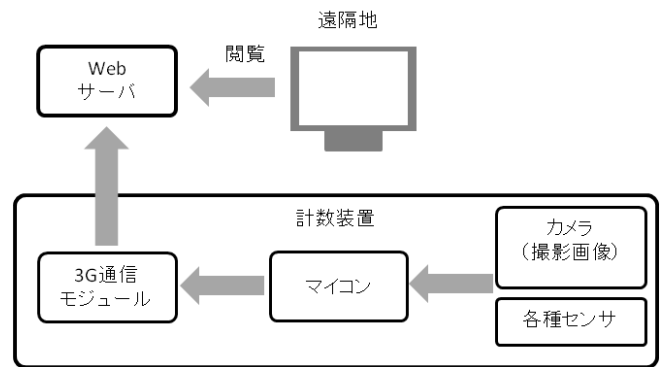 遠隔地
閲覧
Web
サーバ
計数装置
カメラ
（撮影画像）
3G通信
モジュール
マイコン
各種センサ